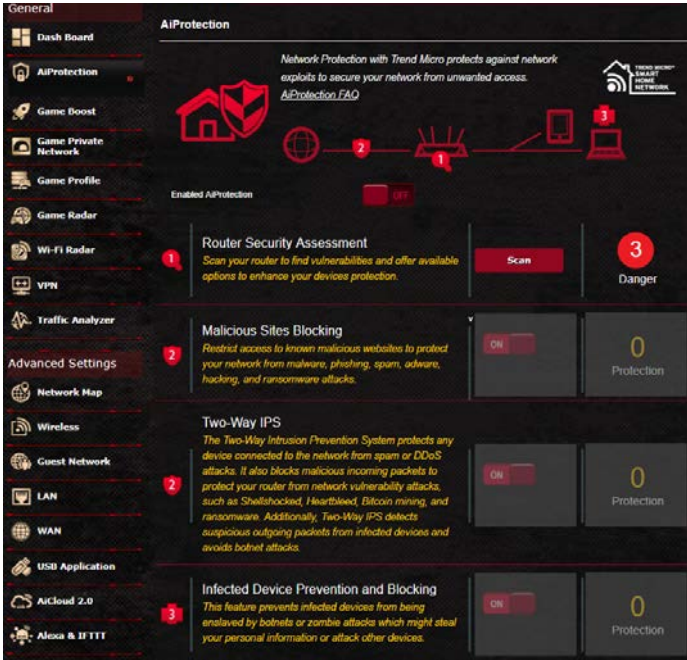 General
Dash Board
AiProtection
Game Boost
Game Private
Network
Game Profile
Game Radar
Wi-Fi Radar
VPN
Traffic Analyzer
Advanced Settings
Network Map
Wireless
Guest Network
LAN
WAN
USB Application
AiCloud 2.0
Alexa & IFTTT
AiProtection
Network Protection with Trend Micro protects against network
exploits to secure your network from unwanted access.
AiProtection FAQ
TREND MICRO™
SMART
HOME
NETWORK
2
1
3
Enabled AiProtection
OFF
1
Router Security Assessment
Scan your router to find vulnerabilities and offer available
options to enhance your devices protection.
Scan
3
Danger
2
Malicious Sites Blocking
Restrict access to known malicious websites to protect
your network from malware, phishing, spam, adware,
hacking, and ransomware attacks.
v
ON
0
Protection
2
Two-Way IPS
The Two-Way Intrusion Prevention System protects any
device connected to the network from spam or DDoS
attacks. It also blocks malicious incoming packets to
protect your router from network vulnerability attacks,
such as Shellshocked, Heartbleed, Bitcoin mining, and
ransomware. Additionally, Two-Way IPS detects
suspicious outgoing packets from infected devices and
avoids botnet attacks.
ON
0
Protection
3
Infected Device Prevention and Blocking
This feature prevents infected devices from being
enslaved by botnets or zombie attacks which might steal
your personal information or attack other devices.
ON
0
Protection